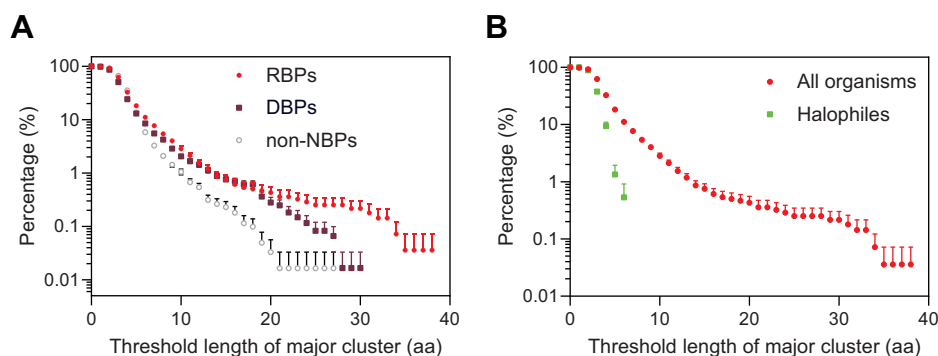 A
Percentage (%)
100
10
1
0.1
0.01
0
10
20
30
40
Threshold length of major cluster (aa)
RBPs
DBPs
non-NBPs
B
Percentage (%)
100
10
1
0.1
0.01
0
10
20
30
40
Threshold length of major cluster (aa)
All organisms
Halophiles